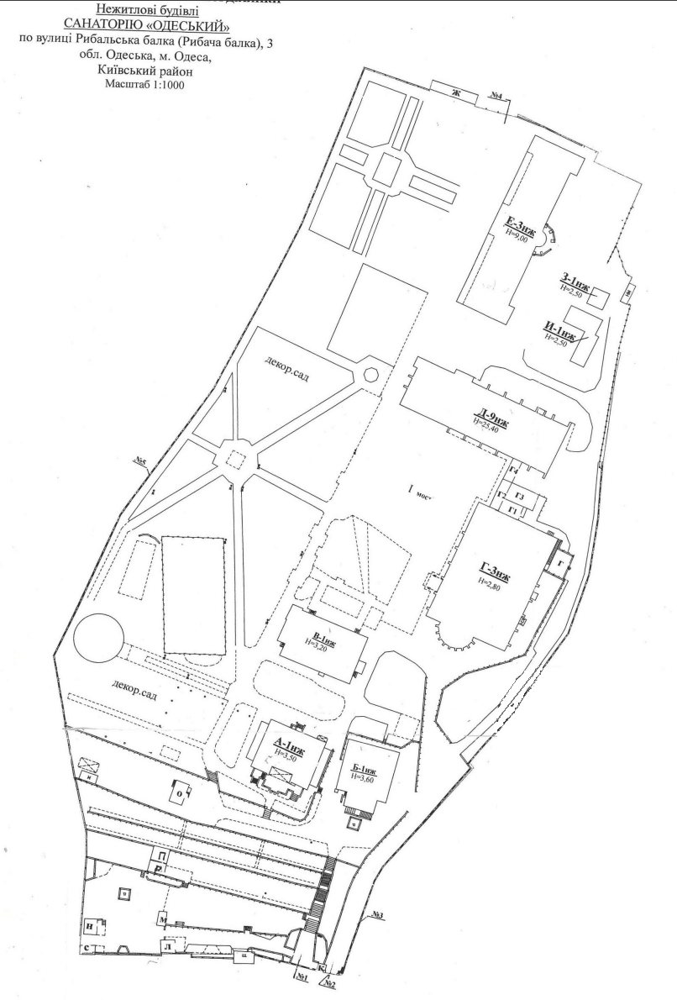 Нежитлові будівлі
САНАТОРІЮ «ОДЕСЬКИЙ»
по вулиці Рибальська балка (Рибача балка), 3
обл. Одеська, м. Одеса,
Київський район
Масштаб 1:1000
Ж
№4
Е-3нж
Н=9,00
З-1нж
Н=2,50
И-1нж
Н=2,50
декор.сад
Д-9нж
Н=25,40
№5
Г4
Г2
Г3
Г1
I мост
Г
Г-3нж
Н=2,80
В-1нж
Н=3,20
декор.сад
А-1нж
Н=3,50
Б-1нж
Н=3,60
О
П
Р
М
Н
С
Л
Ш
К
№3
№1
№2